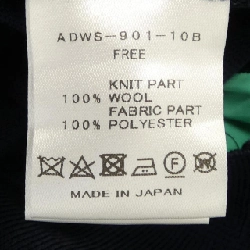 ADWS-901-10B
FREE
KNIT PART
100% WOOL
FABRIC PART
100% POLYESTER
MADE IN JAPAN